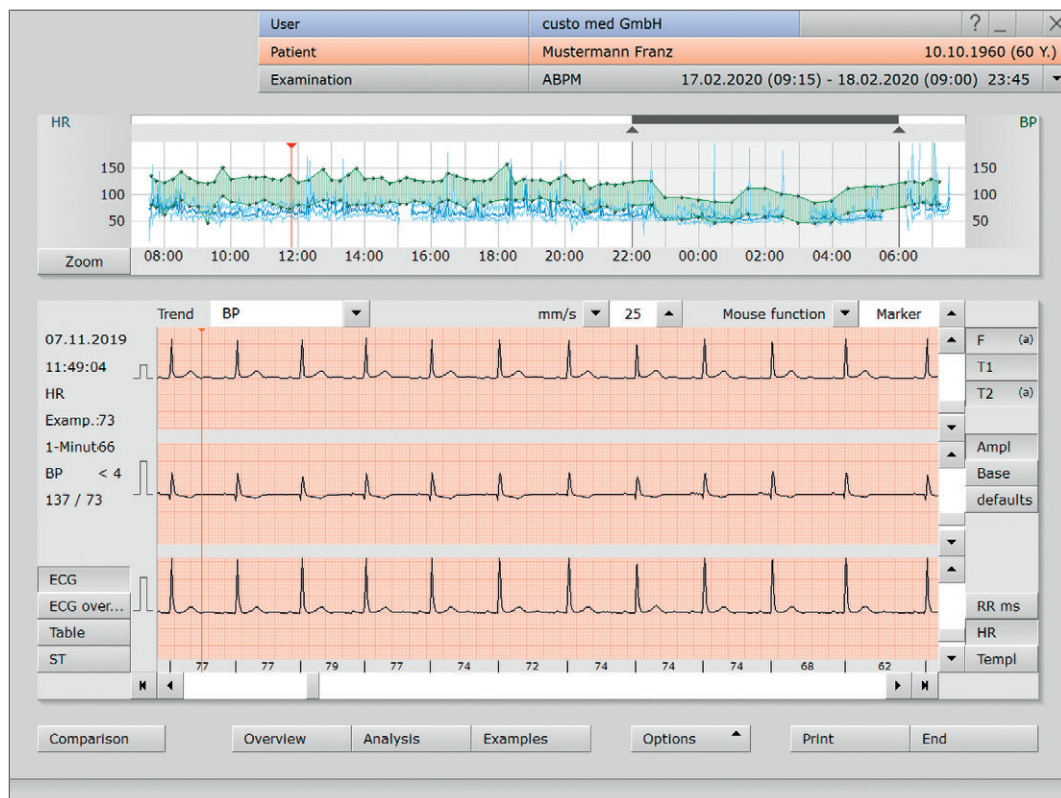 User custo med GmbH ? _ X
Patient Mustermann Franz 10.10.1960 (60 Y.)
Examination ABPM 17.02.2020 (09:15) - 18.02.2020 (09:00) 23:45
HR BP
150 150
100 100
50 50
Zoom 08:00 10:00 12:00 14:00 16:00 18:00 20:00 22:00 00:00 02:00 04:00 06:00
Trend BP mm/s 25 Mouse function Marker
07.11.2019
11:49:04
HR
Examp.:73
1-Minut66
BP < 4
137 / 73
F (a)
T1
T2 (a)
Ampl
Base
defaults
ECG
ECG over...
Table
ST
RR ms
HR
Templ
77 77 79 77 74 72 74 74 74 68 62
Comparison Overview Analysis Examples Options Print End